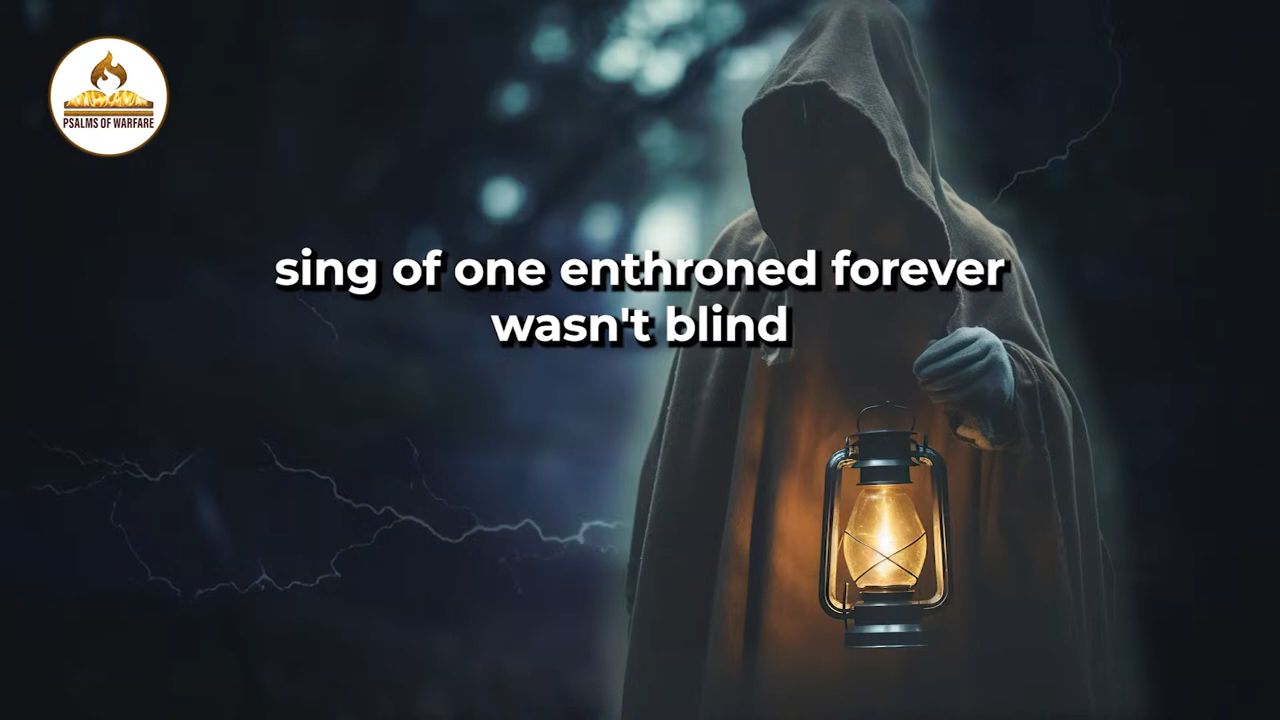 PSALMS OF WARFARE
sing of one enthroned forever
wasn't blind